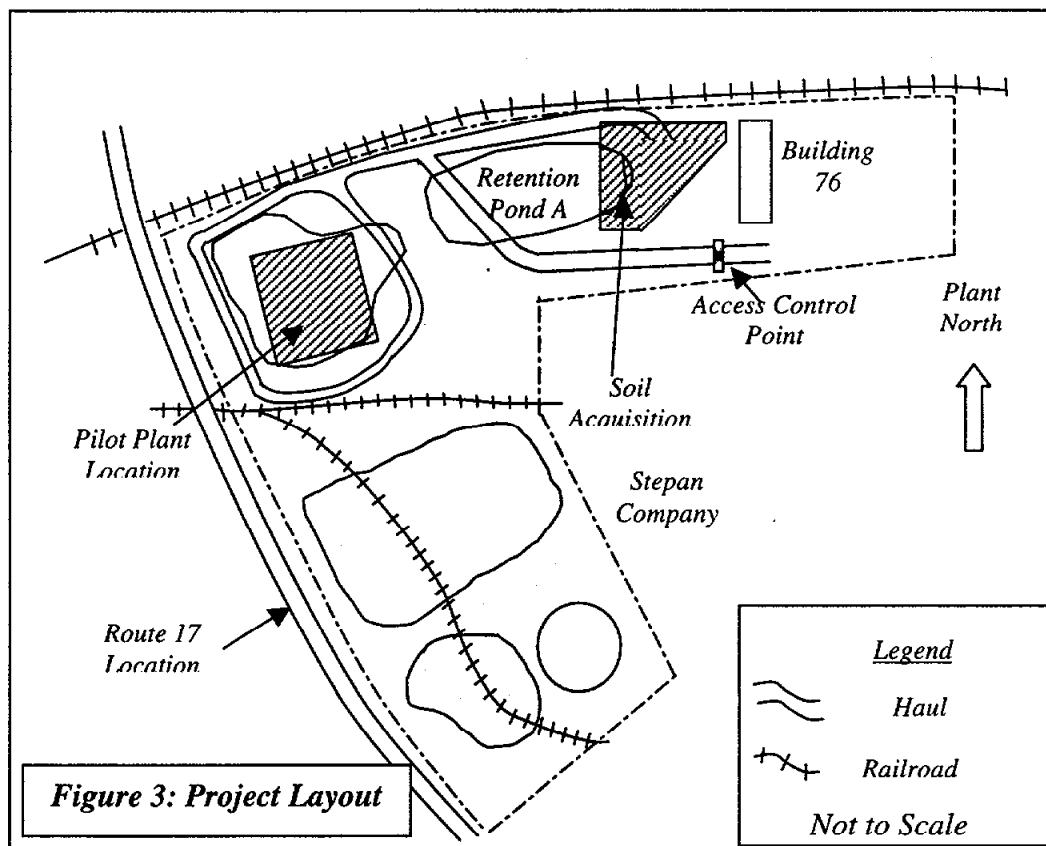 Retention
Pond A
Building
76
Access Control
Point
Plant
North
Soil
Acquisition
Pilot Plant
Location
Stepan
Company
Route 17
Location
Legend
Haul
Railroad
Not to Scale
Figure 3: Project Layout